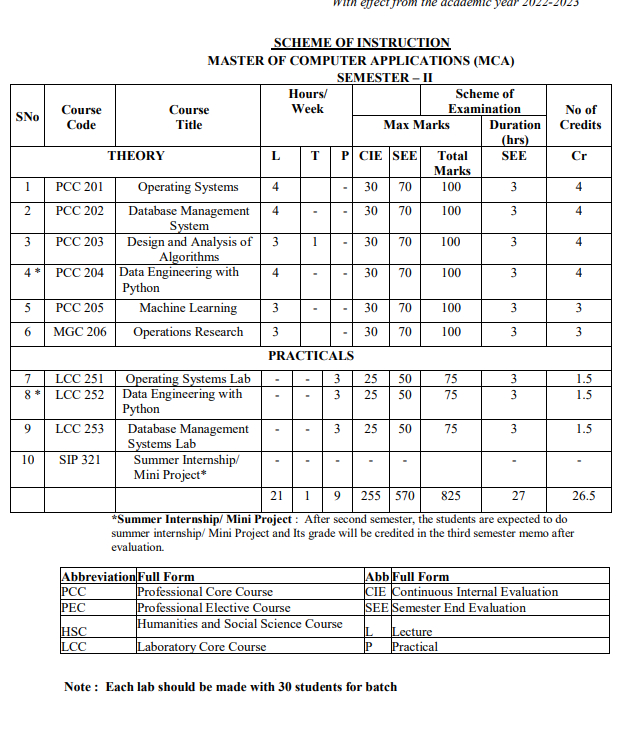 With effect from the academic year 2022-2023
SCHEME OF INSTRUCTION
MASTER OF COMPUTER APPLICATIONS (MCA)
SEMESTER – II
SNo Course Code Course Title Hours/ Week Scheme of Examination No of Credits
Max Marks Duration (hrs)
THEORY L T P CIE SEE Total Marks SEE Cr
1 PCC 201 Operating Systems 4 - 30 70 100 3 4
2 PCC 202 Database Management System 4 - - 30 70 100 3 4
3 PCC 203 Design and Analysis of Algorithms 3 1 - 30 70 100 3 4
4 * PCC 204 Data Engineering with Python 4 - - 30 70 100 3 4
5 PCC 205 Machine Learning 3 - - 30 70 100 3 3
6 MGC 206 Operations Research 3 - 30 70 100 3 3
PRACTICALS
7 LCC 251 Operating Systems Lab - - 3 25 50 75 3 1.5
8 * LCC 252 Data Engineering with Python - - 3 25 50 75 3 1.5
9 LCC 253 Database Management Systems Lab - - 3 25 50 75 3 1.5
10 SIP 321 Summer Internship/ Mini Project* - - - - - - -
21 1 9 255 570 825 27 26.5
*Summer Internship/ Mini Project : After second semester, the students are expected to do
summer internship/ Mini Project and Its grade will be credited in the third semester memo after
evaluation.
Abbreviation Full Form Abb Full Form
PCC Professional Core Course CIE Continuous Internal Evaluation
PEC Professional Elective Course SEE Semester End Evaluation
HSC Humanities and Social Science Course L Lecture
LCC Laboratory Core Course P Practical
Note : Each lab should be made with 30 students for batch